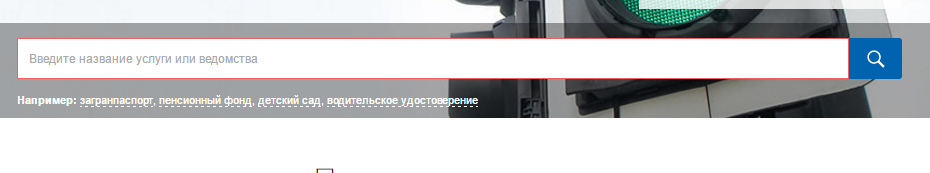 Введите название услуги или ведомства
Например: загранпаспорт, пенсионный фонд, детский сад, водительское удостоверение